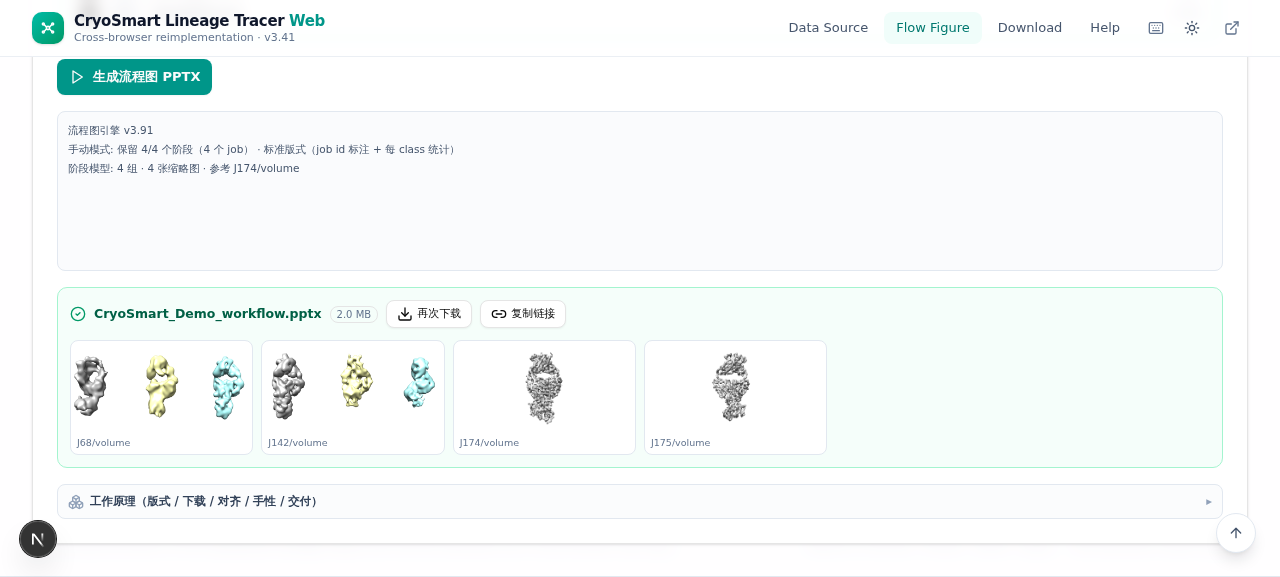 CryoSmart Lineage Tracer Web
Cross-browser reimplementation · v3.41
Data Source
Flow Figure
Download
Help
生成流程图 PPTX
流程图引擎 v3.91
手动模式: 保留 4/4 个阶段（4 个 job） · 标准版式（job id 标注 + 每 class 统计）
阶段模型: 4 组 · 4 张缩略图 · 参考 J174/volume
CryoSmart_Demo_workflow.pptx
2.0 MB
再次下载
复制链接
J68/volume
J142/volume
J174/volume
J175/volume
工作原理（版式 / 下载 / 对齐 / 手性 / 交付）
N